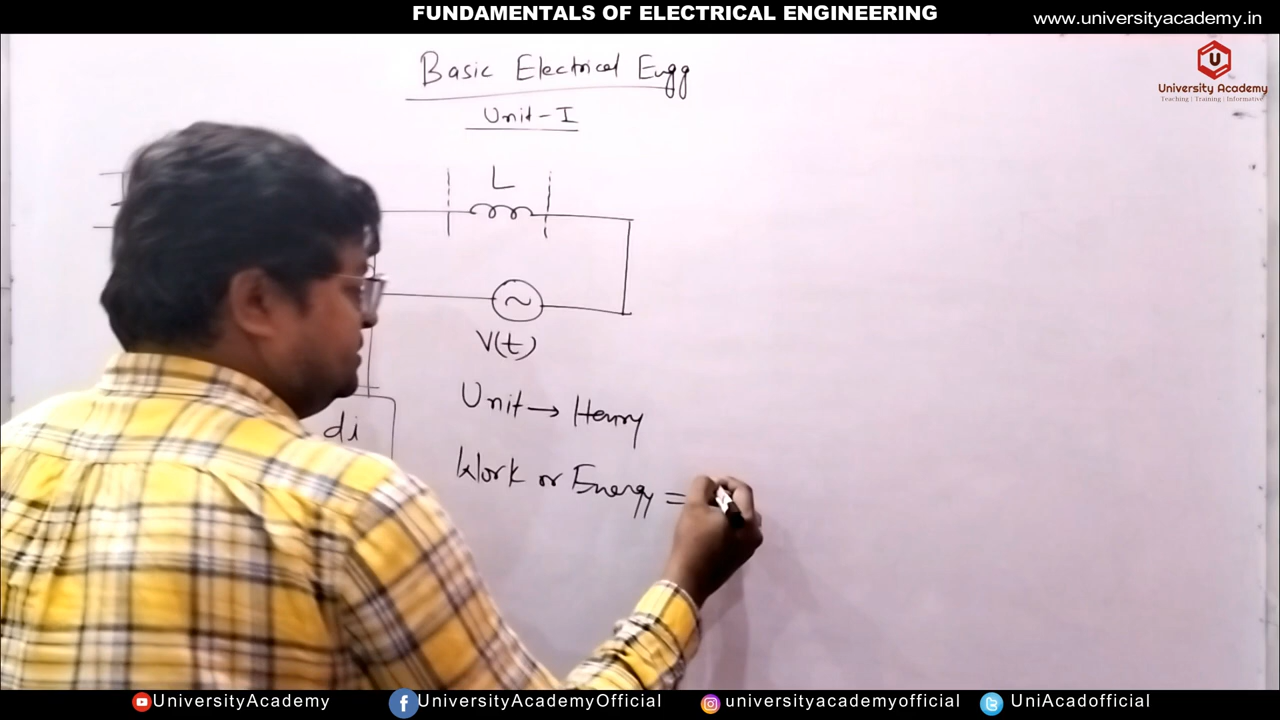 FUNDAMENTALS OF ELECTRICAL ENGINEERING
www.universityacademy.in
U
University Academy
Teaching | Training | Informative
Basic Electrical Engg
Unit - I
L
~
V(t)
Unit → Henry
di
Work or Energy =
UniversityAcademy
UniversityAcademyOfficial
universityacademyofficial
UniAcadofficial